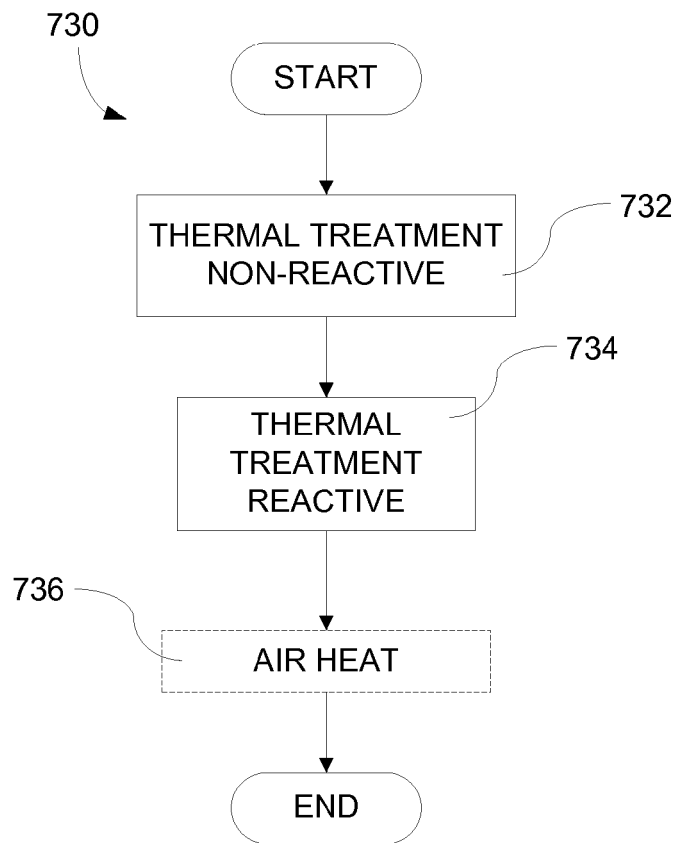 730
START
THERMAL TREATMENT
NON-REACTIVE
732
734
THERMAL
TREATMENT
REACTIVE
736
AIR HEAT
END